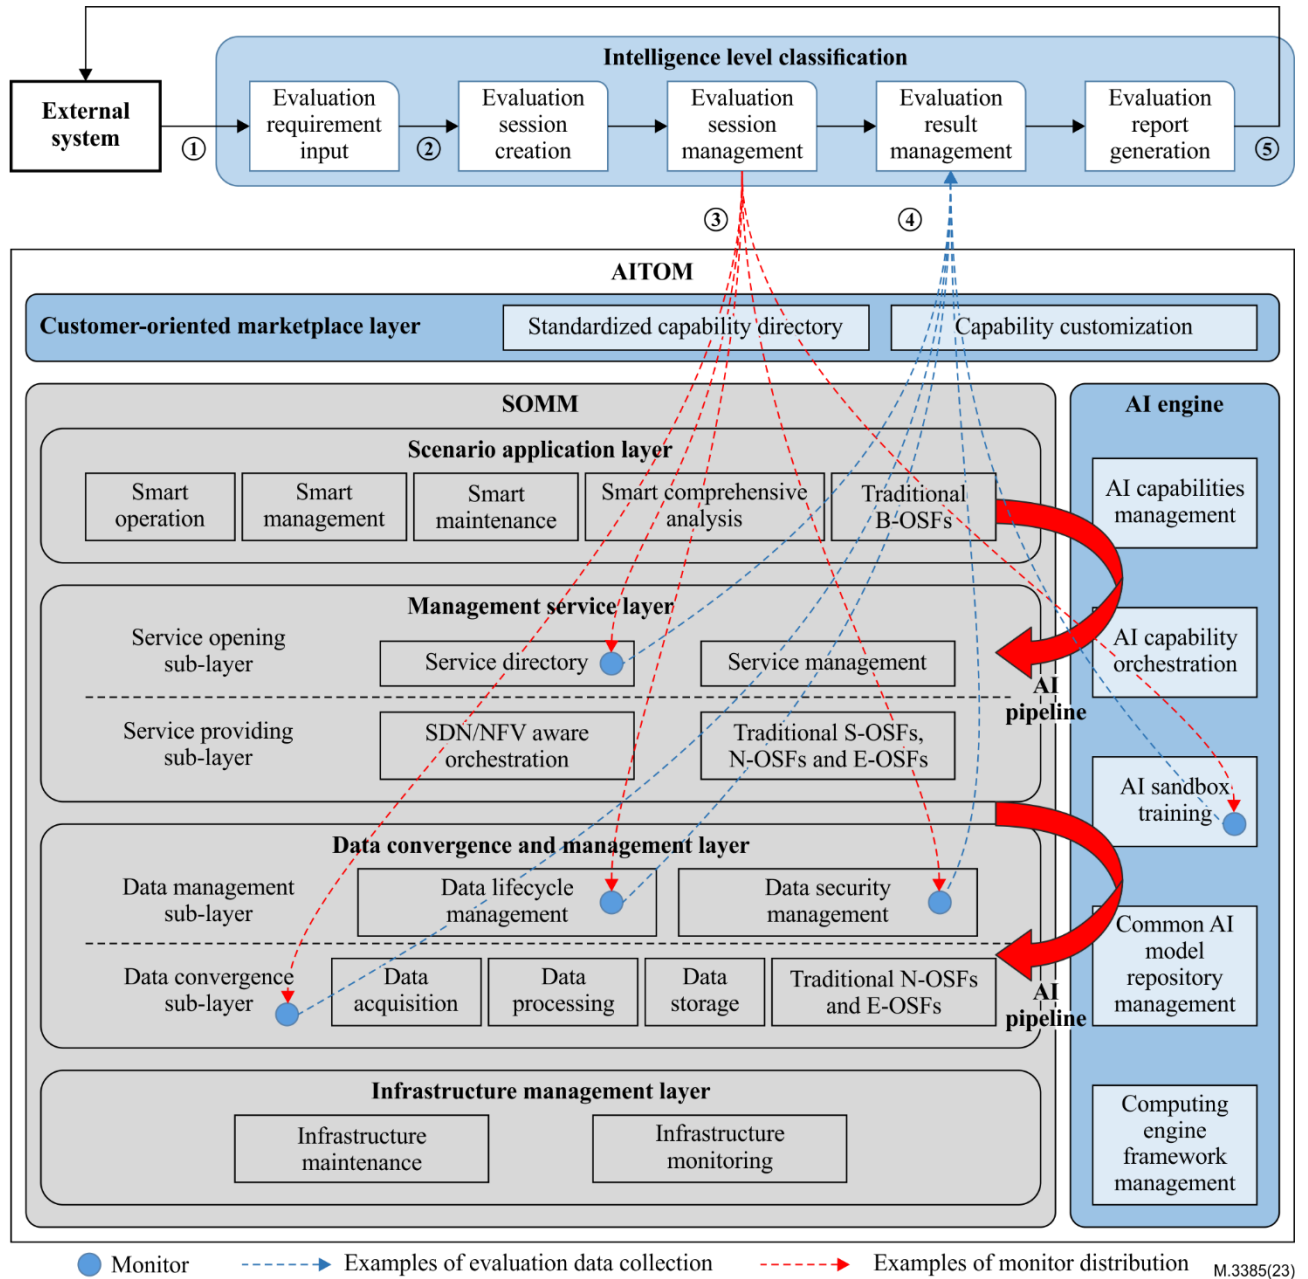 Intelligence level classification
External
system
①
Evaluation
requirement
input
②
Evaluation
session
creation
Evaluation
session
management
Evaluation
result
management
Evaluation
report
generation
⑤
③
④
AITOM
Customer-oriented marketplace layer
Standardized capability directory
Capability customization
SOMM
AI engine
Scenario application layer
Smart
operation
Smart
management
Smart
maintenance
Smart comprehensive
analysis
Traditional
B-OSFs
AI capabilities
management
Management service layer
Service opening
sub-layer
Service directory
Service management
AI capability
orchestration
AI
pipeline
Service providing
sub-layer
SDN/NFV aware
orchestration
Traditional S-OSFs,
N-OSFs and E-OSFs
AI sandbox
training
Data convergence and management layer
Data management
sub-layer
Data lifecycle
management
Data security
management
Common AI
model
repository
management
Data convergence
sub-layer
Data
acquisition
Data
processing
Data
storage
Traditional N-OSFs
and E-OSFs
AI
pipeline
Infrastructure management layer
Infrastructure
maintenance
Infrastructure
monitoring
Computing
engine
framework
management
Monitor
Examples of evaluation data collection
Examples of monitor distribution
M.3385(23)